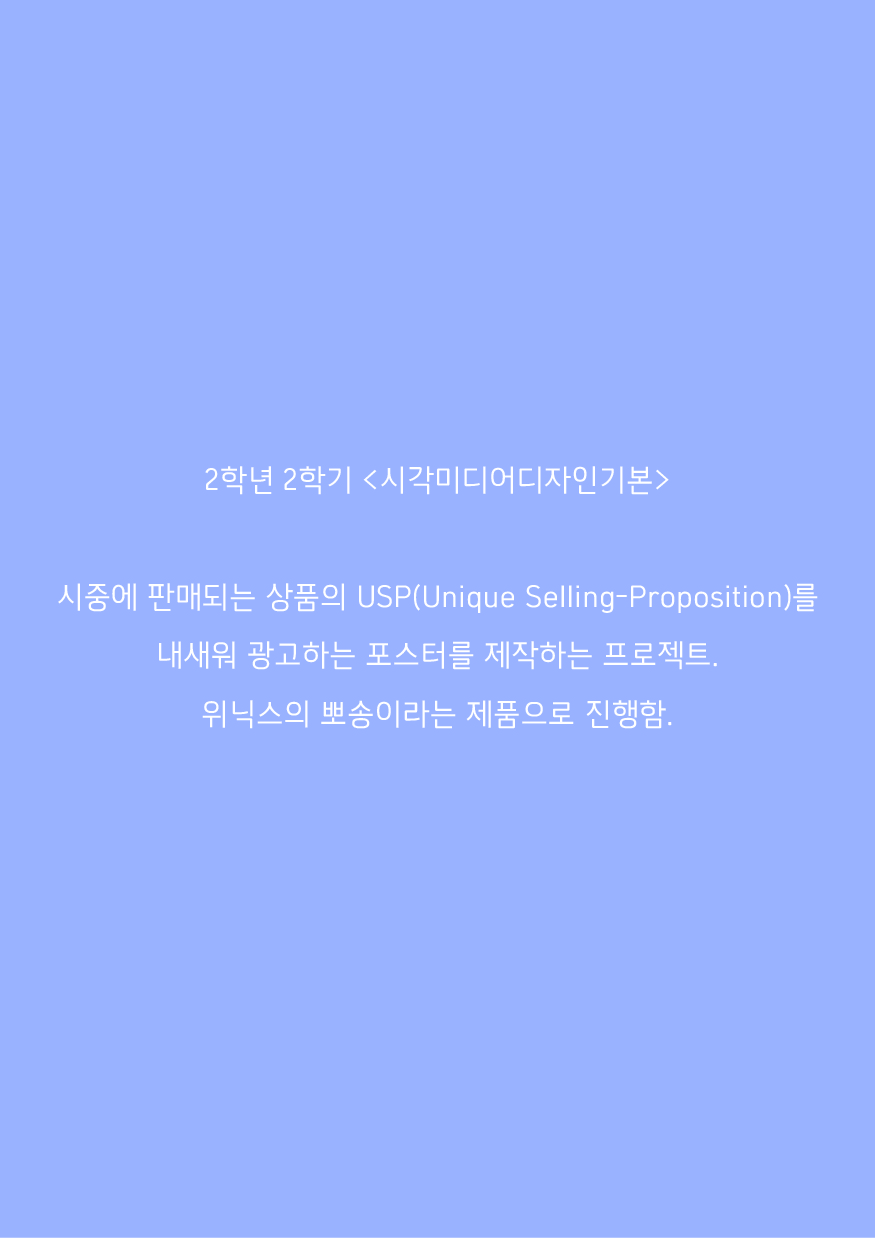 2학년 2학기 <시각미디어디자인기본>
시중에 판매되는 상품의 USP(Unique Selling-Proposition)를
내새워 광고하는 포스터를 제작하는 프로젝트.
위닉스의 뽀송이라는 제품으로 진행함.